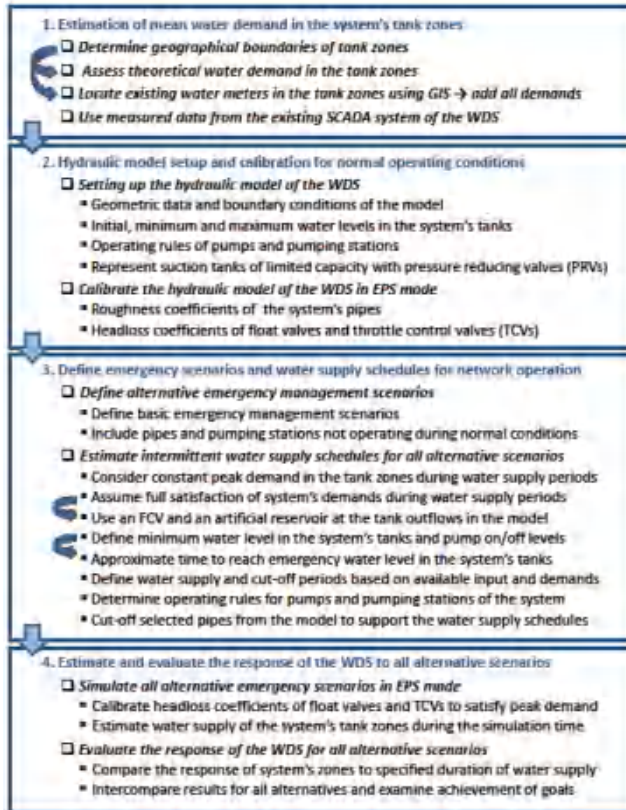 1. Estimation of mean water demand in the system's tank zones
❑ Determine geographical boundaries of tank zones
❑ Assess theoretical water demand in the tank zones
❑ Locate existing water meters in the tank zones using GIS → add all demands
❑ Use measured data from the existing SCADA system of the WDS
2. Hydraulic model setup and calibration for normal operating conditions
❑ Setting up the hydraulic model of the WDS
▪ Geometric data and boundary conditions of the model
▪ Initial, minimum and maximum water levels in the system's tanks
▪ Operating rules of pumps and pumping stations
▪ Represent suction tanks of limited capacity with pressure reducing valves (PRVs)
❑ Calibrate the hydraulic model of the WDS in EPS mode
▪ Roughness coefficients of the system's pipes
▪ Headloss coefficients of float valves and throttle control valves (TCVs)
3. Define emergency scenarios and water supply schedules for network operation
❑ Define alternative emergency management scenarios
▪ Define basic emergency management scenarios
▪ Include pipes and pumping stations not operating during normal conditions
❑ Estimate intermittent water supply schedules for all alternative scenarios
▪ Consider constant peak demand in the tank zones during water supply periods
▪ Assume full satisfaction of system's demands during water supply periods
▪ Use an FCV and an artificial reservoir at the tank outflows in the model
▪ Define minimum water level in the system's tanks and pump on/off levels
▪ Approximate time to reach emergency water level in the system's tanks
▪ Define water supply and cut-off periods based on available input and demands
▪ Determine operating rules for pumps and pumping stations of the system
▪ Cut-off selected pipes from the model to support the water supply schedules
4. Estimate and evaluate the response of the WDS to all alternative scenarios
❑ Simulate all alternative emergency scenarios in EPS mode
▪ Calibrate headloss coefficients of float valves and TCVs to satisfy peak demand
▪ Estimate water supply of the system's tank zones during the simulation time
❑ Evaluate the response of the WDS for all alternative scenarios
▪ Compare the response of system's zones to specified duration of water supply
▪ Intercompare results for all alternatives and examine achievement of goals